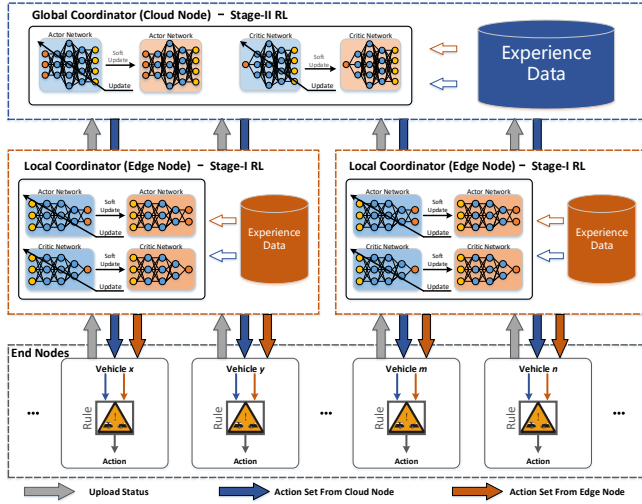 Global Coordinator (Cloud Node) – Stage-II RL
Actor Network
Critic Network
Soft
Update
Update
Soft
Update
Update
Experience
Data
Local Coordinator (Edge Node) – Stage-I RL
Actor Network
Actor Network
Soft
Update
Update
Critic Network
Critic Network
Soft
Update
Update
Experience
Data
Local Coordinator (Edge Node) – Stage-I RL
Actor Network
Actor Network
Soft
Update
Update
Critic Network
Critic Network
Soft
Update
Update
Experience
Data
End Nodes
Vehicle x
Rule
Action
Vehicle y
Rule
Action
...
Vehicle m
Rule
Action
Vehicle n
Rule
Action
...
...
Upload Status
Action Set From Cloud Node
Action Set From Edge Node